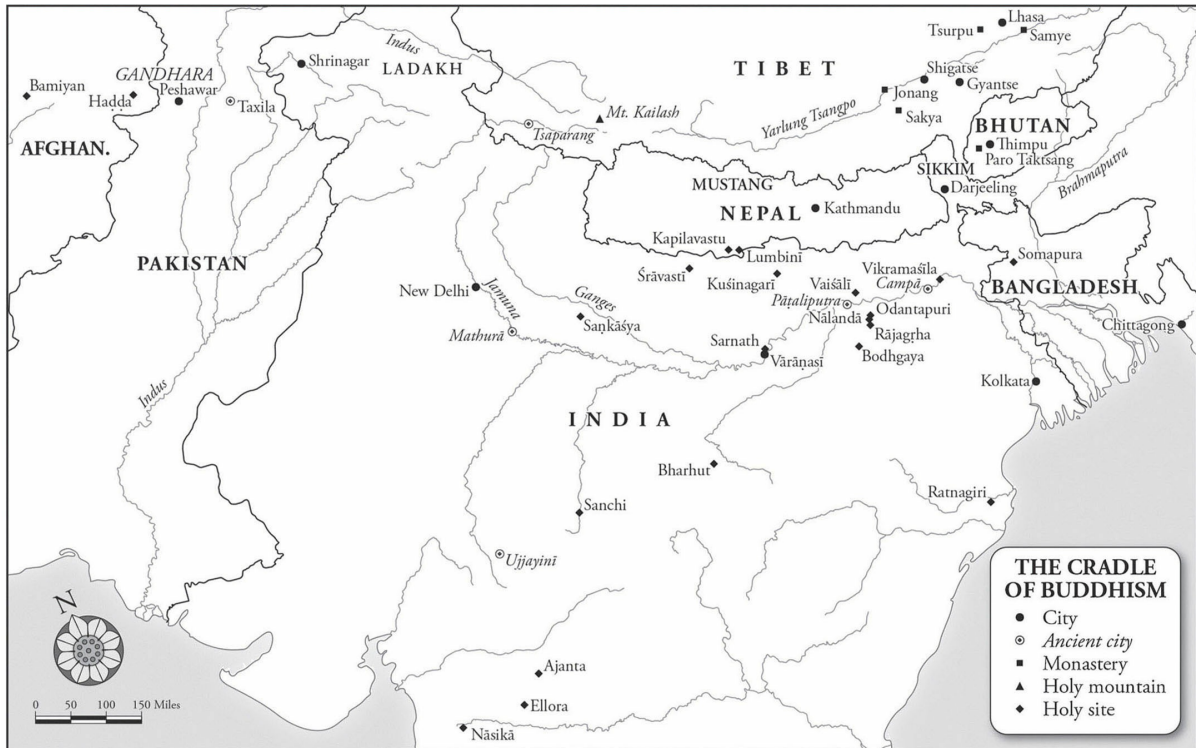 Lhasa
Tsurpu
Samye
Indus
Shrinagar
LADAKH
TIBET
GANDHARA
Bamiyan
Haḍḍa
Peshawar
Taxila
Shigatse
Gyantse
Jonang
Mt. Kailash
Sakya
Tsaparang
Yarlung Tsangpo
BHUTAN
AFGHAN.
Thimpu
Paro Taktsang
SIKKIM
MUSTANG
Darjeeling
Brahmaputra
NEPAL
Kathmandu
Kapilavastu
Lumbinī
Somapura
PAKISTAN
Śrāvastī
Kuśinagarī
Vaiśālī
Vikramaśīla
Campā
BANGLADESH
New Delhi
Jamuna
Ganges
Pāṭaliputra
Odantapuri
Saṇkāśya
Nālandā
Chittagong
Mathurā
Rājagṛha
Sarnath
Bodhgaya
Vārāṇasī
Kolkata
Indus
INDIA
Bharhut
Ratnagiri
Sanchi
Ujjayinī
THE CRADLE
OF BUDDHISM
City
Ancient city
Monastery
Holy mountain
Holy site
N
Ajanta
Ellora
0 50 100 150 Miles
Nāsikā